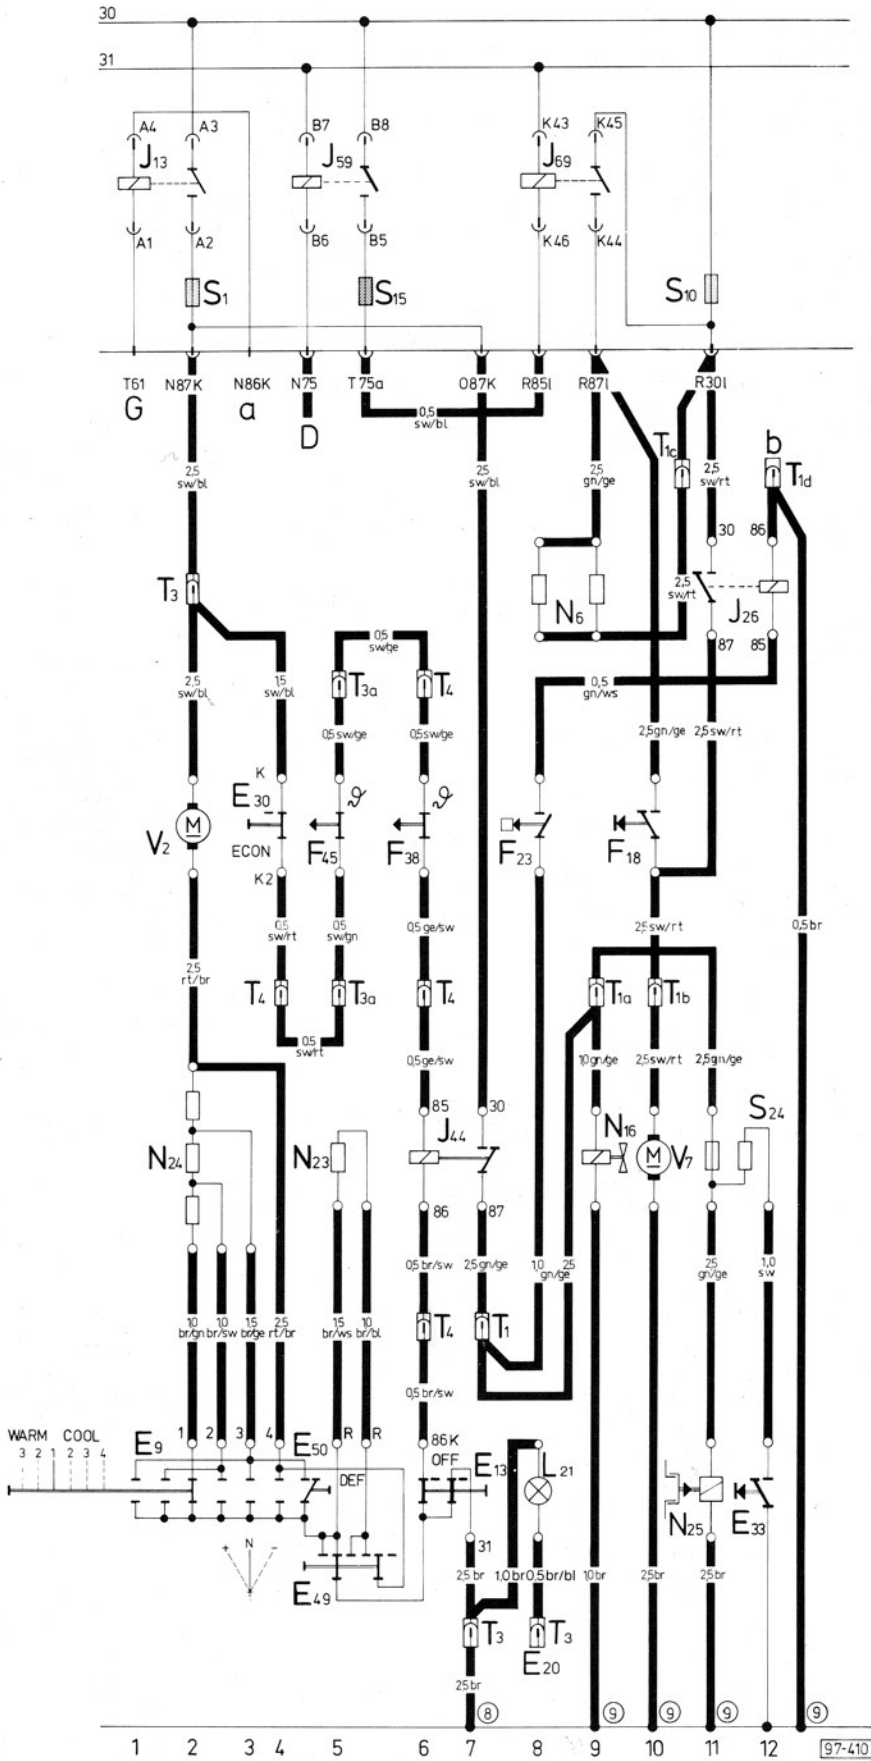 30
31
A4 A3 B7 B8 K43 K45
J13 J59 J69
A1 A2 B6 B5 K46 K44
S1 S15 S10
T61 N87K N86K N75 T75a O87K R85l R87l R30l
G a D
0,5
sw/bl
T1c b T1d
2,5
sw/bl
2,5
sw/bl
2,5
gn/ge
2,5
sw/rt
30 86
T3 N6
2,5
sw/rt
J26
0,5
sw/ge
87 85
2,5
sw/bl
1,5
sw/bl
T3a T4
0,5
gn/ws
0,5 sw/ge 0,5 sw/ge 2,5 gn/ge 2,5 sw/rt
K
E30
V2 ECON F45 F38 F23 F18
K2
2,5
rt/br
0,5
sw/rt
0,5
sw/gn
0,5 ge/sw 2,5 sw/rt 0,5 br
T4 T3a T4 T1a T1b
0,5
sw/rt
0,5 ge/sw 1,0 gn/ge 2,5 sw/rt 2,5 gn/ge
85 30
J44 N16 S24
N24 N23 M V7
86 87
0,5 br/sw 2,5 gn/ge
1,0 2,5
gn/ge
2,5
gn/ge
1,0
sw
1,0
br/gn
1,0
br/sw
1,5
br/ge
2,5
rt/br
1,5
br/ws
1,0
br/bl
T4 T1
0,5 br/sw
WARM COOL
3 2 1 2 3 4
E9 1 2 3 4 E50 R R 86K
OFF E13 L21
DEF
N25 E33
+ N -
E49
31
2,5 br 1,0 br 0,5 br/bl 1,0 br 2,5 br 2,5 br
T3 T3
E20
2,5 br
8 9 9 9 9
1 2 3 4 5 6 7 8 9 10 11 12 97-410